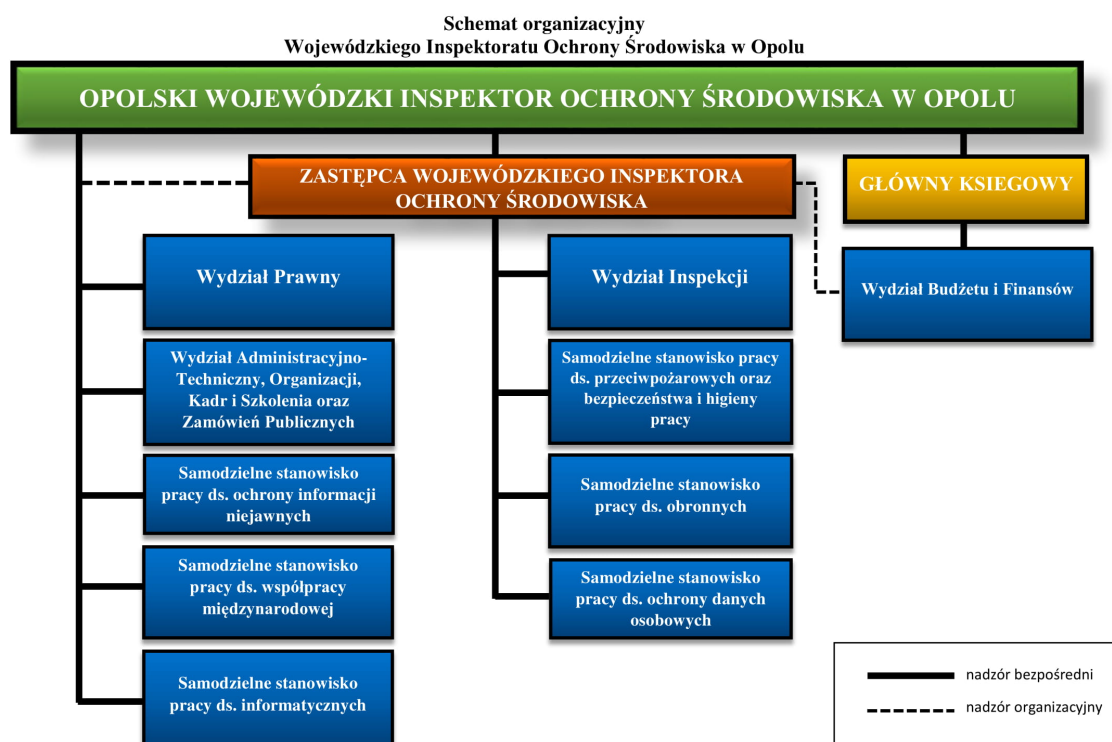 Schemat organizacyjny
Wojewódzkiego Inspektoratu Ochrony Środowiska w Opolu
OPOLSKI WOJEWÓDZKI INSPEKTOR OCHRONY ŚRODOWISKA W OPOLU
ZASTĘPCA WOJEWÓDZKIEGO INSPEKTORA
OCHRONY ŚRODOWISKA
GŁÓWNY KSIEGOWY
Wydział Prawny
Wydział Administracyjno-
Techniczny, Organizacji,
Kadr i Szkolenia oraz
Zamówień Publicznych
Samodzielne stanowisko
pracy ds. ochrony informacji
niejawnych
Samodzielne stanowisko
pracy ds. współpracy
międzynarodowej
Samodzielne stanowisko
pracy ds. informatycznych
Wydział Inspekcji
Samodzielne stanowisko pracy
ds. przeciwpożarowych oraz
bezpieczeństwa i higieny
pracy
Samodzielne stanowisko
pracy ds. obronnych
Samodzielne stanowisko
pracy ds. ochrony danych
osobowych
Wydział Budżetu i Finansów
nadzór bezpośredni
nadzór organizacyjny